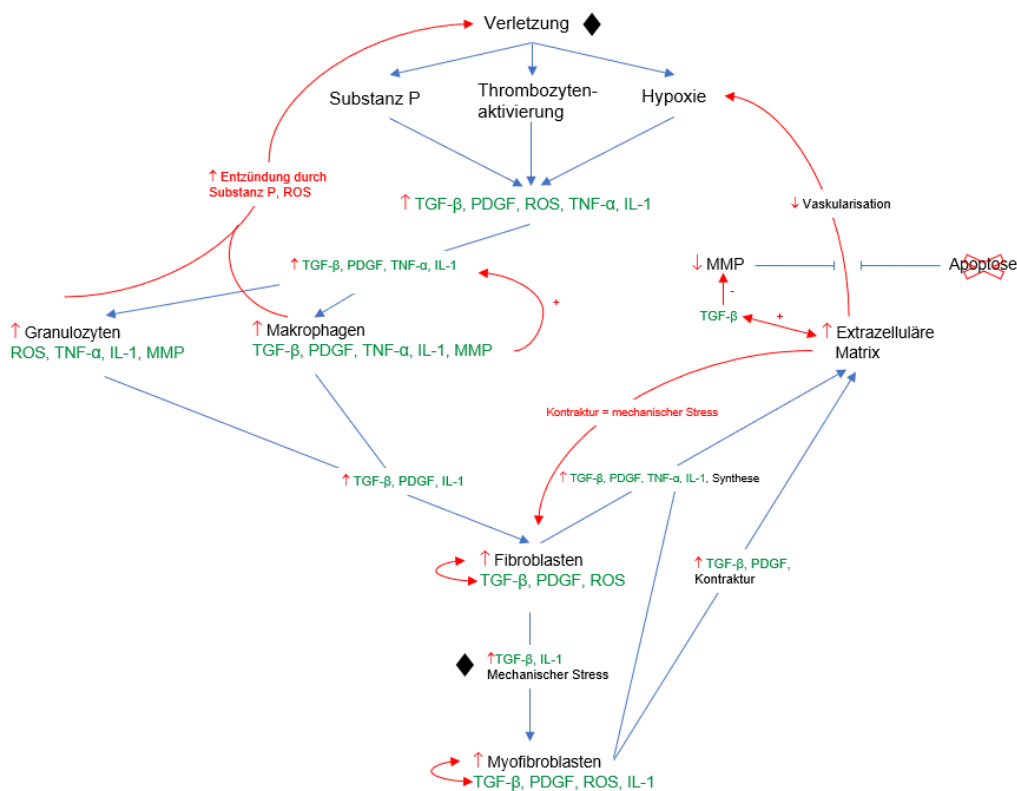 Verletzung
Substanz P
Thrombozyten-
aktivierung
Hypoxie
↑ Entzündung durch
Substanz P, ROS
↑ TGF-β, PDGF, ROS, TNF-α, IL-1
↓ Vaskularisation
↑ TGF-β, PDGF, TNF-α, IL-1
↓ MMP
Apoptose
+
-
TGF-β
+
↑ Granulozyten
ROS, TNF-α, IL-1, MMP
↑ Makrophagen
TGF-β, PDGF, TNF-α, IL-1, MMP
↑ Extrazelluläre
Matrix
Kontraktur = mechanischer Stress
↑ TGF-β, PDGF, IL-1
↑ TGF-β, PDGF, TNF-α, IL-1, Synthese
↑ Fibroblasten
TGF-β, PDGF, ROS
↑ TGF-β, PDGF,
Kontraktur
↑TGF-β, IL-1
Mechanischer Stress
↑ Myofibroblasten
TGF-β, PDGF, ROS, IL-1